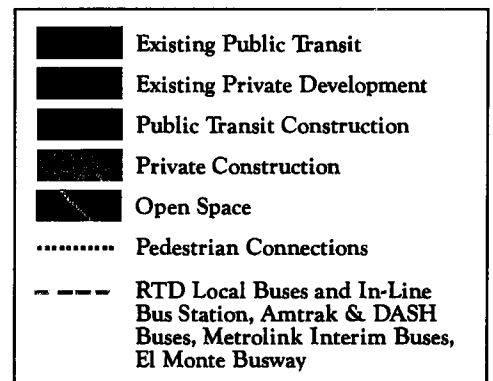 Existing Public Transit
Existing Private Development
Public Transit Construction
Private Construction
Open Space
Pedestrian Connections
RTD Local Buses and In-Line
Bus Station, Amtrak & DASH
Buses, Metrolink Interim Buses,
El Monte Busway